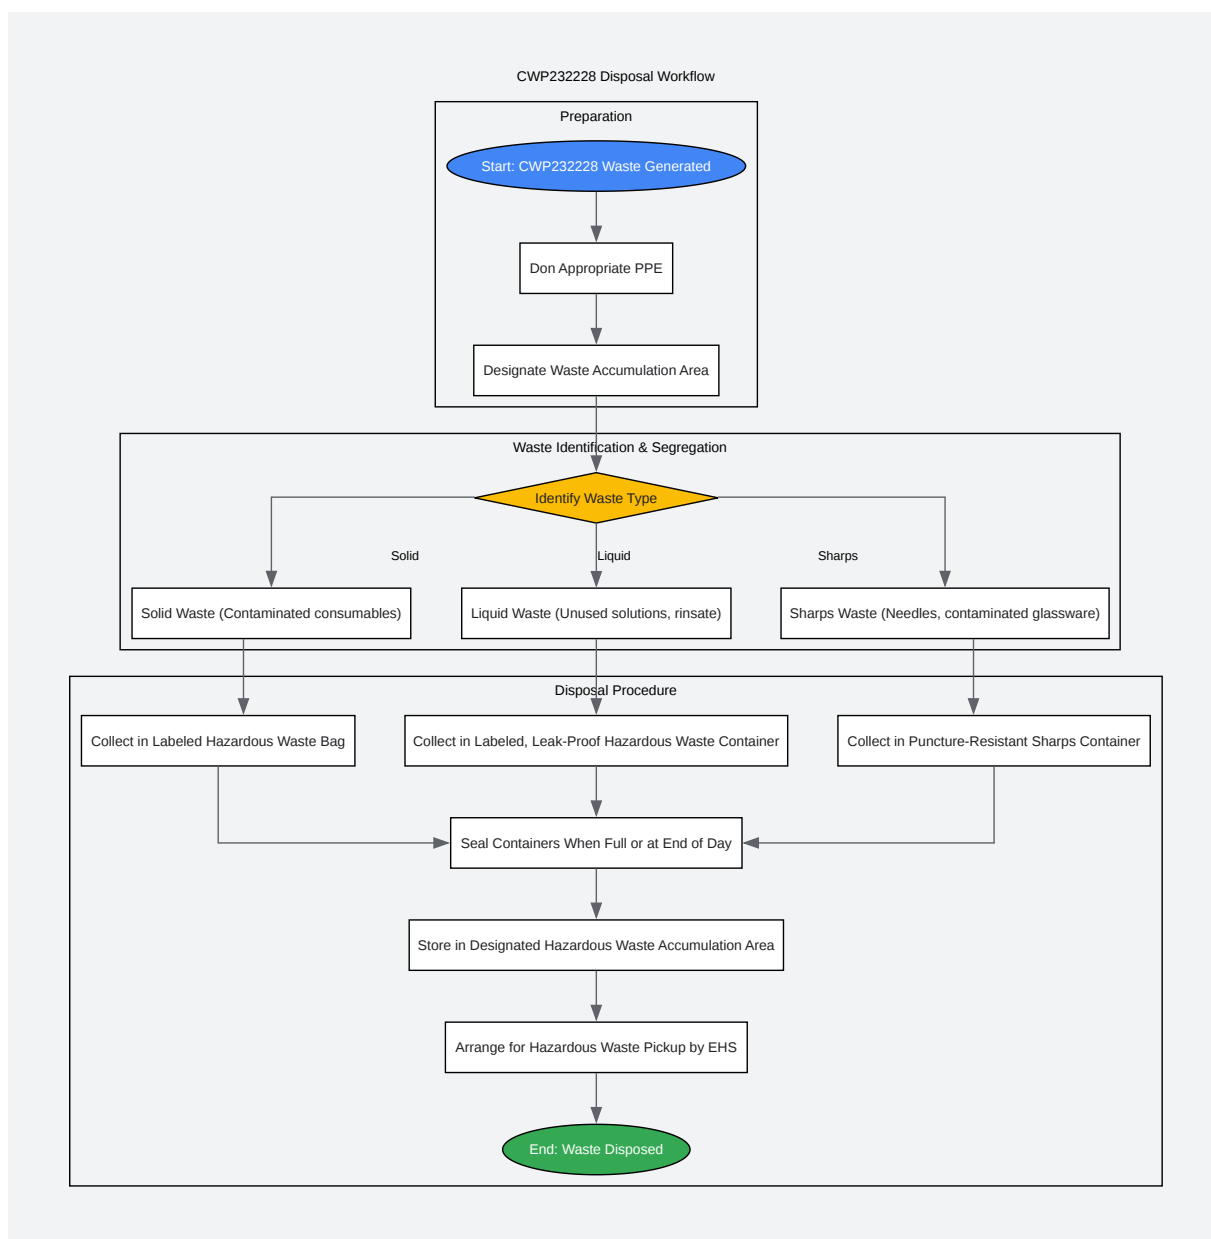 CWP232228 Disposal Workflow
Preparation
Start: CWP232228 Waste Generated
Don Appropriate PPE
Designate Waste Accumulation Area
Waste Identification & Segregation
Identify Waste Type
Solid
Liquid
Sharps
Solid Waste (Contaminated consumables)
Liquid Waste (Unused solutions, rinsate)
Sharps Waste (Needles, contaminated glassware)
Disposal Procedure
Collect in Labeled Hazardous Waste Bag
Collect in Labeled, Leak-Proof Hazardous Waste Container
Collect in Puncture-Resistant Sharps Container
Seal Containers When Full or at End of Day
Store in Designated Hazardous Waste Accumulation Area
Arrange for Hazardous Waste Pickup by EHS
End: Waste Disposed